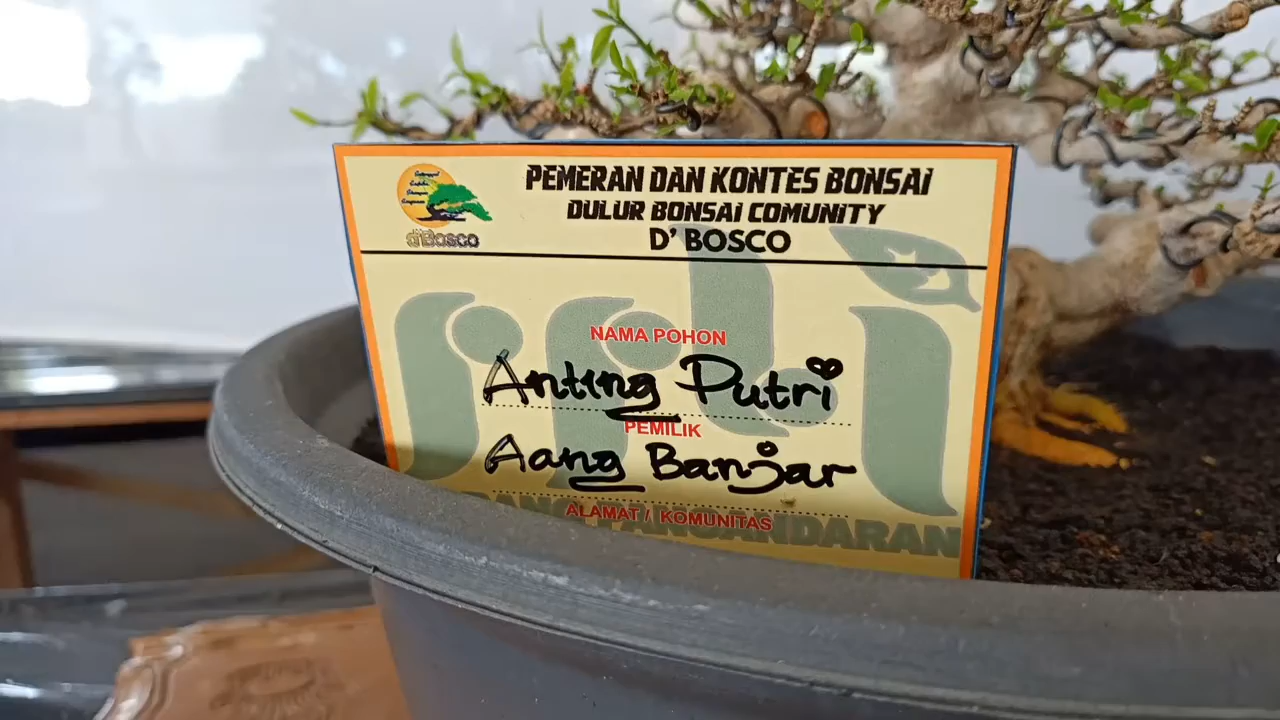 PEMERAN DAN KONTES BONSAI
DULUR BONSAI COMUNITY
D' BOSCO
d'Bosco
NAMA POHON
Anting Putri
PEMILIK
Aang Banjar
ALAMAT / KOMUNITAS
PANGANDARAN